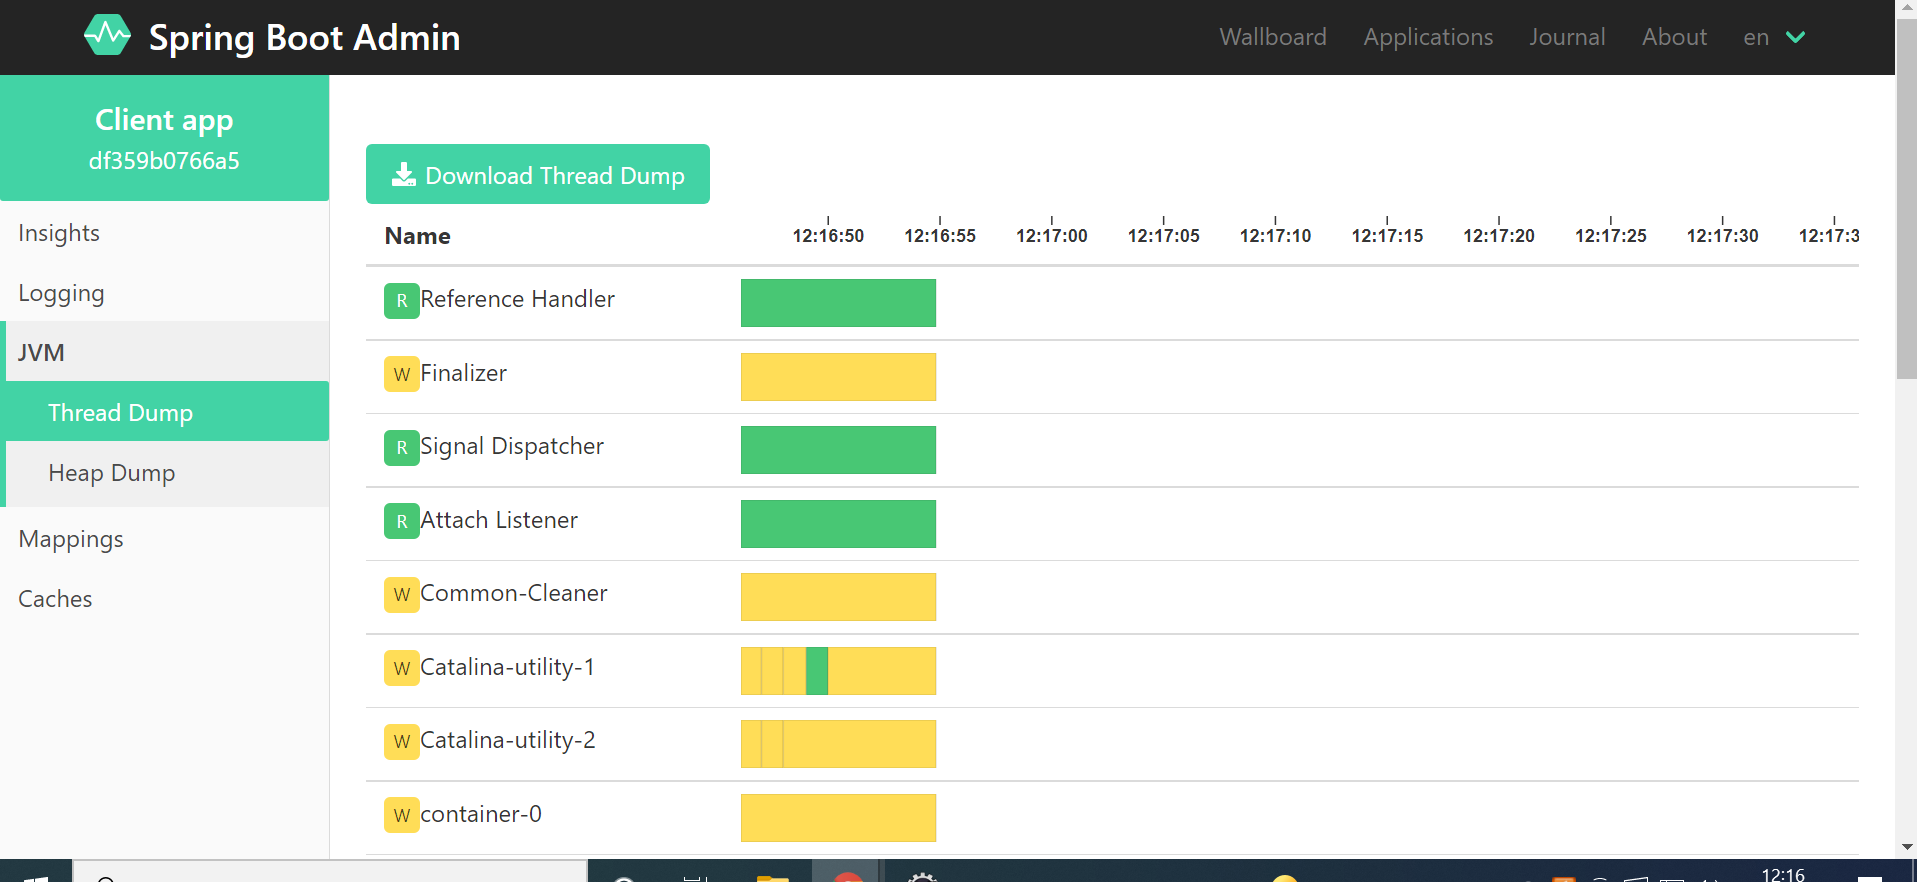 Spring Boot Admin
Wallboard Applications Journal About en
Client app
df359b0766a5
Insights
Logging
JVM
Thread Dump
Heap Dump
Mappings
Caches
Download Thread Dump
Name 12:16:50 12:16:55 12:17:00 12:17:05 12:17:10 12:17:15 12:17:20 12:17:25 12:17:30 12:17:3
R Reference Handler
W Finalizer
R Signal Dispatcher
R Attach Listener
W Common-Cleaner
W Catalina-utility-1
W Catalina-utility-2
W container-0
12:16